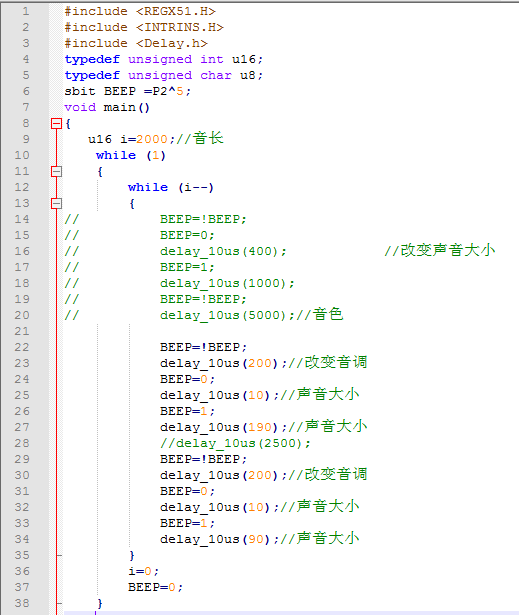 1 #include <REGX51.H>
2 #include <INTRINS.H>
3 #include <Delay.h>
4 typedef unsigned int u16;
5 typedef unsigned char u8;
6 sbit BEEP =P2^5;
7 void main()
8 {
9 u16 i=2000;//音长
10 while (1)
11 {
12 while (i--)
13 {
14 // BEEP=!BEEP;
15 // BEEP=0;
16 // delay_10us(400); //改变声音大小
17 // BEEP=1;
18 // delay_10us(1000);
19 // BEEP=!BEEP;
20 // delay_10us(5000);//音色
21
22 BEEP=!BEEP;
23 delay_10us(200);//改变音调
24 BEEP=0;
25 delay_10us(10);//声音大小
26 BEEP=1;
27 delay_10us(190);//声音大小
28 //delay_10us(2500);
29 BEEP=!BEEP;
30 delay_10us(200);//改变音调
31 BEEP=0;
32 delay_10us(10);//声音大小
33 BEEP=1;
34 delay_10us(90);//声音大小
35 }
36 i=0;
37 BEEP=0;
38 }